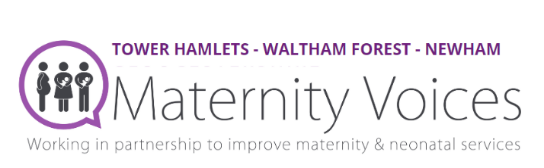 TOWER HAMLETS - WALTHAM FOREST - NEWHAM
Maternity Voices
Working in partnership to improve maternity & neonatal services